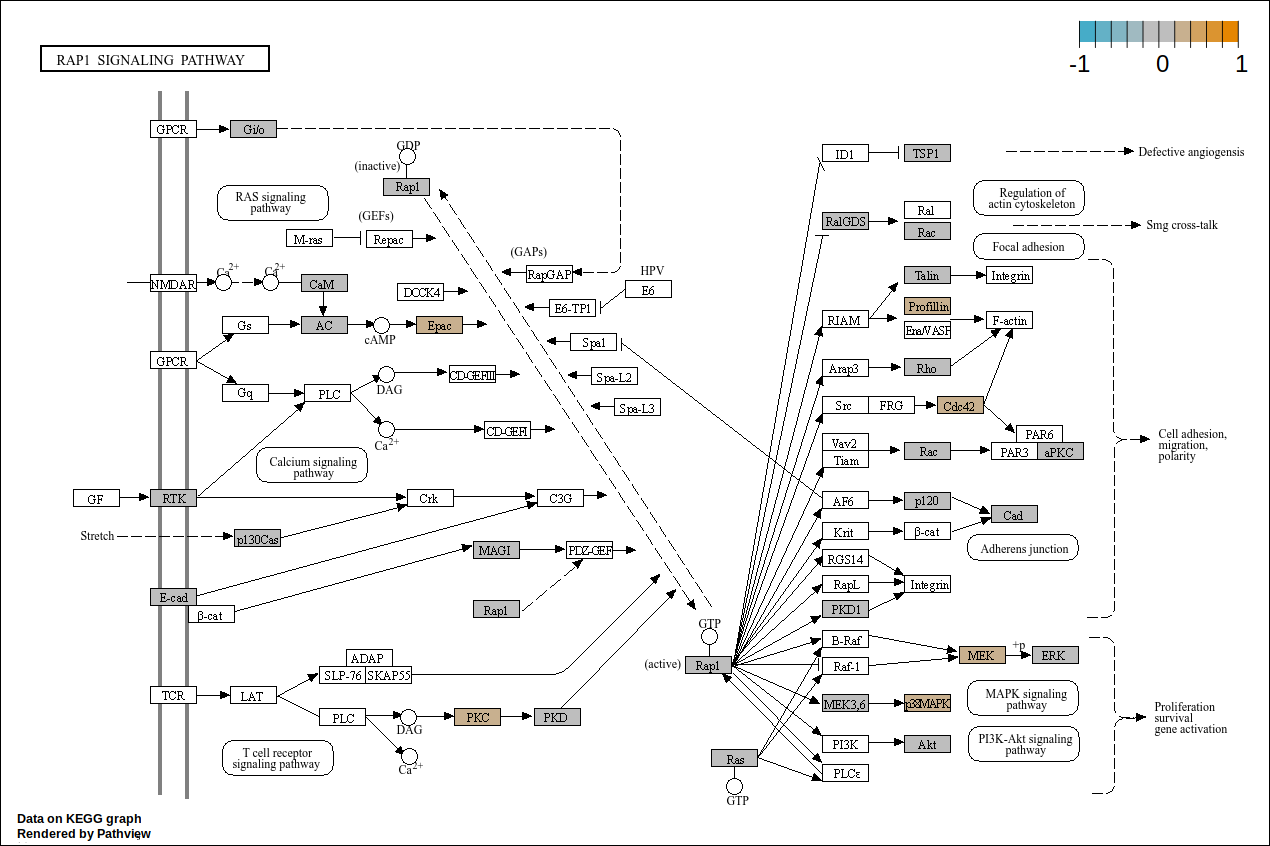 RAP1 SIGNALING PATHWAY
-1 0 1
GPCR
Gi/o
GDP
(inactive)
Rap1
RAS signaling
pathway
(GEFs)
M-ras
Repac
(GAPs)
RapGAP
HPV
E6
E6-TP1
NMDAR
Ca2+
Ca2+
CaM
DOCK4
Gs
AC
cAMP
Epac
Spa1
GPCR
Gq
PLC
DAG
Ca2+
CD-GEFIII
Spa-L2
Spa-L3
CD-GEFI
Calcium signaling
pathway
GF
RTK
Crk
C3G
Stretch
p130Cas
MAGI
PDZ-GEF
E-cad
β-cat
Rap1
GTP
(active)
Rap1
ADAP
SLP-76
SKAP55
TCR
LAT
PLC
DAG
Ca2+
PKC
PKD
T cell receptor
signaling pathway
Ras
GTP
ID1
TSP1
Defective angiogensis
Regulation of
actin cytoskeleton
RalGDS
Ral
Rac
Smg cross-talk
Focal adhesion
Talin
Integrin
Profillin
RIAM
Ena/VASP
F-actin
Arap3
Rho
Src
FRG
Cdc42
PAR6
PAR3
aPKC
Vav2
Tiam
Rac
Cell adhesion,
migration,
polarity
AF6
p120
Cad
Krit
β-cat
Adherens junction
RGS14
RapL
Integrin
PKD1
B-Raf
Raf-1
MEK
+p
ERK
MEK3,6
p38MAPK
MAPK signaling
pathway
Proliferation
survival
gene activation
PI3K
Akt
PI3K-Akt signaling
pathway
PLCε
Data on KEGG graph
Rendered by Pathview